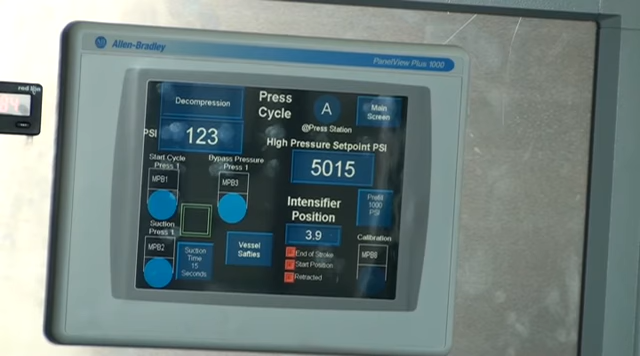 Allen-Bradley
PanelView Plus 1000
red lion
Decompression
Press
Cycle
A
@Press Station
Main
Screen
PSI
123
High Pressure Setpoint PSI
5015
Start Cycle
Press 1
MPB1
Bypass Pressure
Press 1
MPB3
Intensifier
Position
3.9
Prefill
1000
PSI
Suction
Press 1
MPB2
Suction
Time
15
Seconds
Vessel
Safties
End of Stroke
Start Position
Retracted
Calibration
MPB8